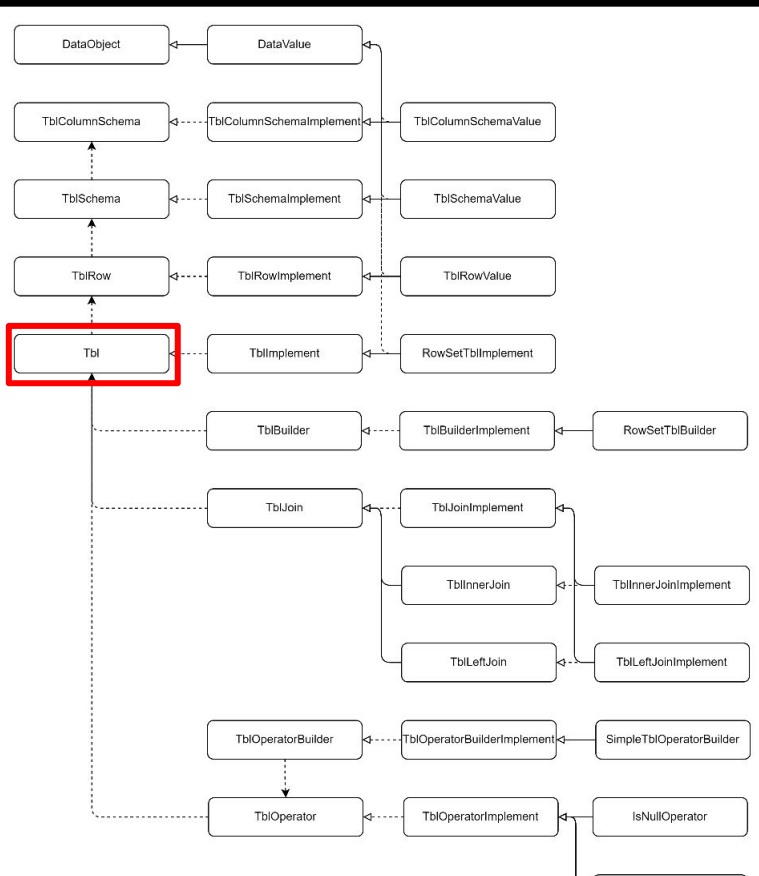 DataObject
DataValue
TblColumnSchema
TblColumnSchemaImplement
TblColumnSchemaValue
TblSchema
TblSchemaImplement
TblSchemaValue
TblRow
TblRowImplement
TblRowValue
Tbl
TblImplement
RowSetTblImplement
TblBuilder
TblBuilderImplement
RowSetTblBuilder
TblJoin
TblJoinImplement
TblInnerJoin
TblInnerJoinImplement
TblLeftJoin
TblLeftJoinImplement
TblOperatorBuilder
TblOperatorBuilderImplement
SimpleTblOperatorBuilder
TblOperator
TblOperatorImplement
IsNullOperator